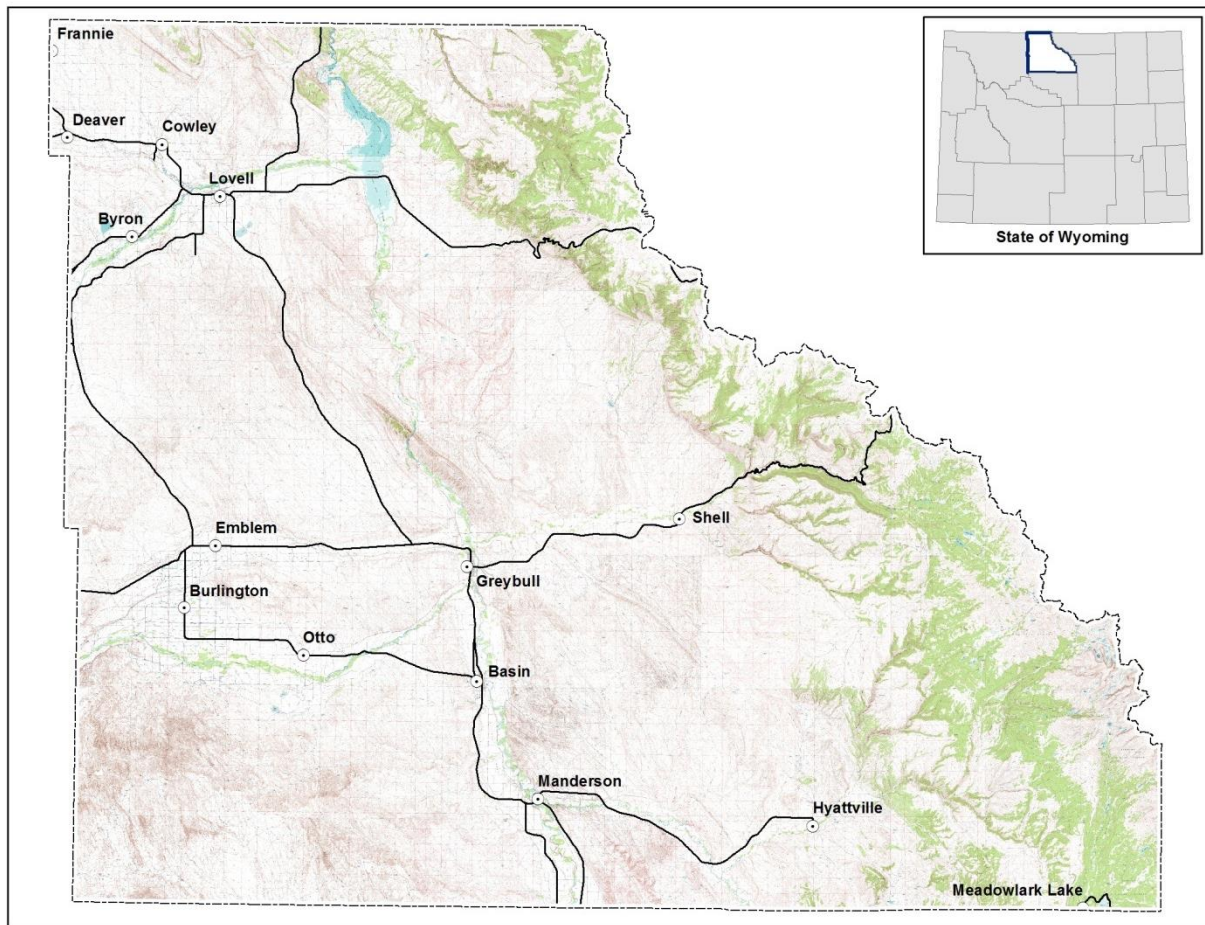 Frannie
Deaver
Cowley
Lovell
Byron
State of Wyoming
Shell
Emblem
Greybull
Burlington
Otto
Basin
Manderson
Hyattville
Meadowlark Lake